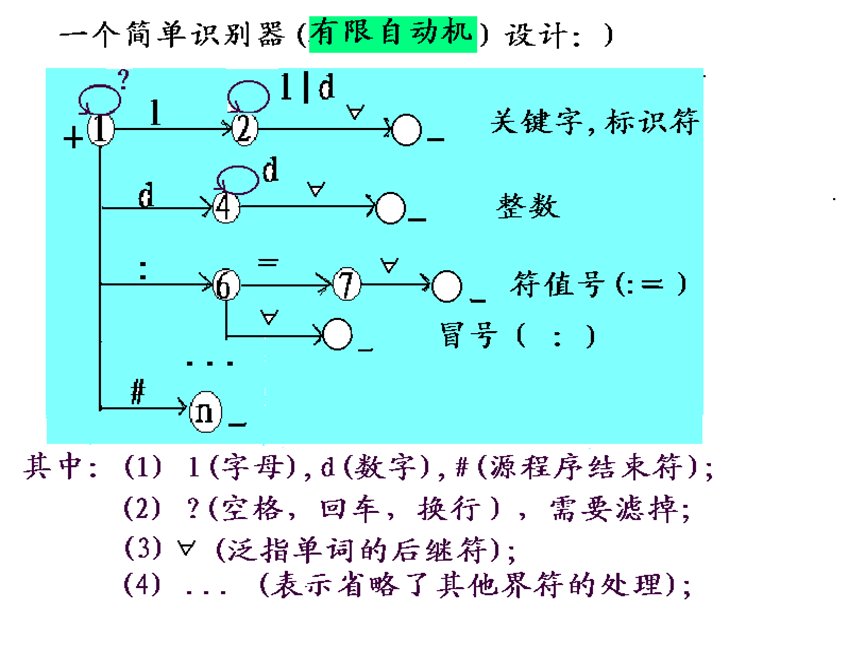 一个简单识别器(有限自动机)设计：)
?
+ 1 l 2 l|d ∀ - 关键字,标识符
d 4 d ∀ - 整数
: 6 = 7 ∀ - 符值号(:= )
∀ - 冒号( : )
...
# n -
其中: (1) l(字母),d(数字),#(源程序结束符);
(2) ?(空格，回车，换行)，需要滤掉;
(3) ∀ (泛指单词的后继符);
(4) ... (表示省略了其他界符的处理);